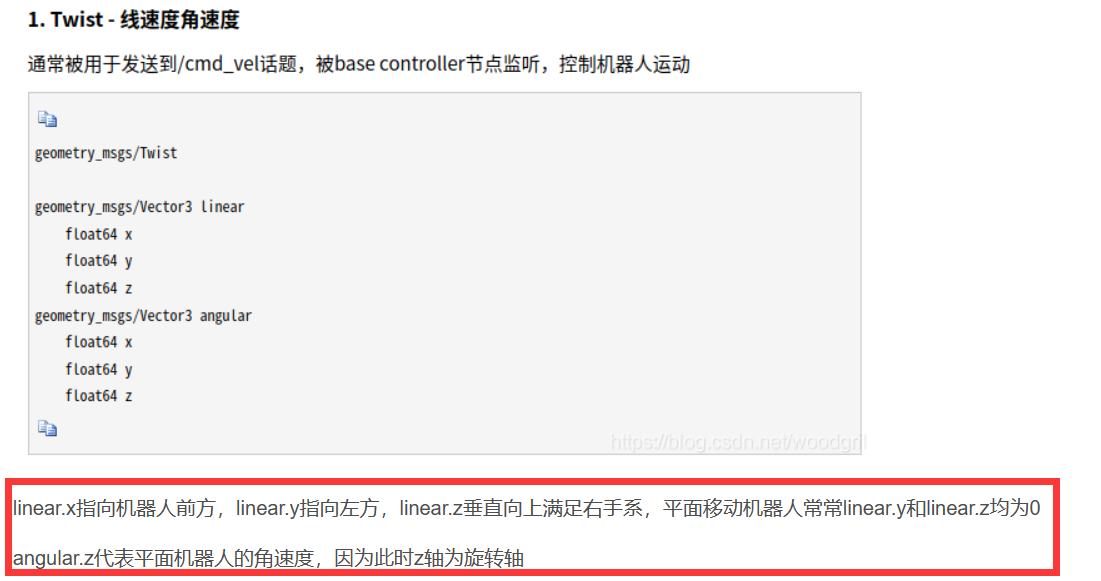 1. Twist - 线速度角速度
通常被用于发送到/cmd_vel话题，被base controller节点监听，控制机器人运动
geometry_msgs/Twist
geometry_msgs/Vector3 linear
float64 x
float64 y
float64 z
geometry_msgs/Vector3 angular
float64 x
float64 y
float64 z
https://blog.csdn.net/woodgril
linear.x指向机器人前方，linear.y指向左方，linear.z垂直向上满足右手系，平面移动机器人常常linear.y和linear.z均为0
angular.z代表平面机器人的角速度，因为此时z轴为旋转轴